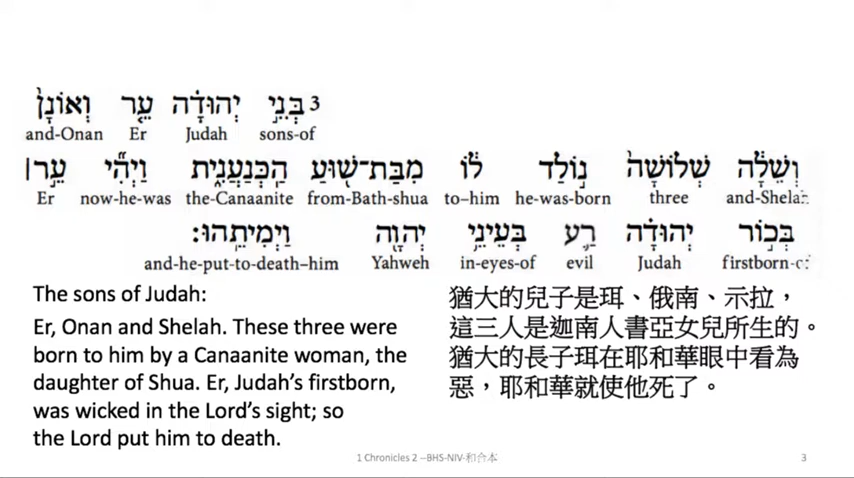 3 בְּנֵ֣י יְהוּדָ֗ה עֵ֤ר וְאוֹנָן֙
sons-of Judah Er and-Onan
וְשֵׁלָ֔ה שְׁלוֹשָׁה֙ נ֣וֹלַד ל֔וֹ מִבַּת־שׁ֖וּעַ הַֽכְּנַעֲנִ֑ית וַיְהִ֞י עֵ֣ר׀
and-Shelah three he-was-born to-him from-Bath-shua the-Canaanite now-he-was Er
בְּכ֣וֹר יְהוּדָ֗ה רַ֛ע בְּעֵינֵ֥י יְהוָ֖ה וַיְמִיתֵֽהוּ׃
firstborn-of Judah evil in-eyes-of Yahweh and-he-put-to-death-him
The sons of Judah:
Er, Onan and Shelah. These three were
born to him by a Canaanite woman, the
daughter of Shua. Er, Judah’s firstborn,
was wicked in the Lord’s sight; so
the Lord put him to death.
猶大的兒子是珥、俄南、示拉，
這三人是迦南人書亞女兒所生的。
猶大的長子珥在耶和華眼中看為
惡，耶和華就使他死了。
1 Chronicles 2 --BHS-NIV-和合本
3